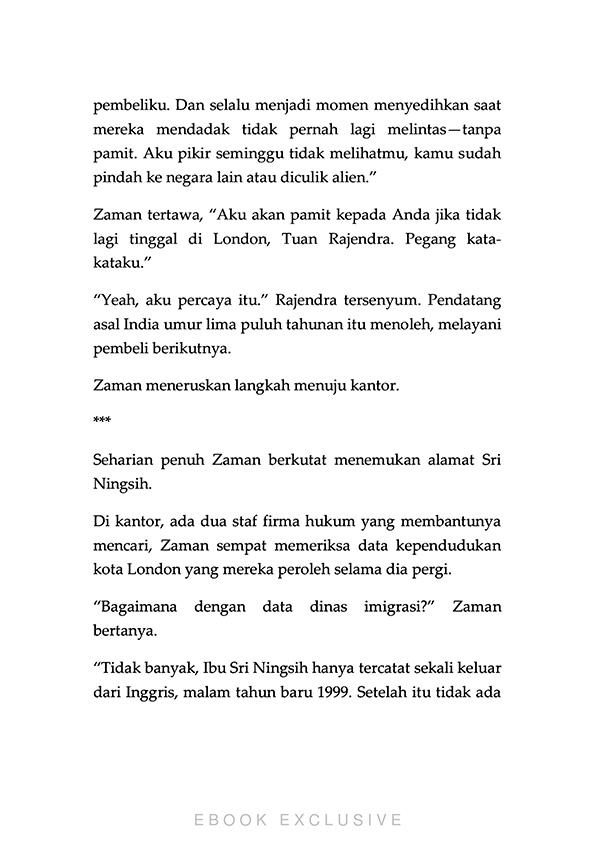 pembeliku. Dan selalu menjadi momen menyedihkan saat
mereka mendadak tidak pernah lagi melintas—tanpa
pamit. Aku pikir seminggu tidak melihatmu, kamu sudah
pindah ke negara lain atau diculik alien.”
Zaman tertawa, “Aku akan pamit kepada Anda jika tidak
lagi tinggal di London, Tuan Rajendra. Pegang kata-
kataku.”
“Yeah, aku percaya itu.” Rajendra tersenyum. Pendatang
asal India umur lima puluh tahunan itu menoleh, melayani
pembeli berikutnya.
Zaman meneruskan langkah menuju kantor.
***
Seharian penuh Zaman berkutat menemukan alamat Sri
Ningsih.
Di kantor, ada dua staf firma hukum yang membantunya
mencari, Zaman sempat memeriksa data kependudukan
kota London yang mereka peroleh selama dia pergi.
“Bagaimana dengan data dinas imigrasi?” Zaman
bertanya.
“Tidak banyak, Ibu Sri Ningsih hanya tercatat sekali keluar
dari Inggris, malam tahun baru 1999. Setelah itu tidak ada
EBOOK EXCLUSIVE